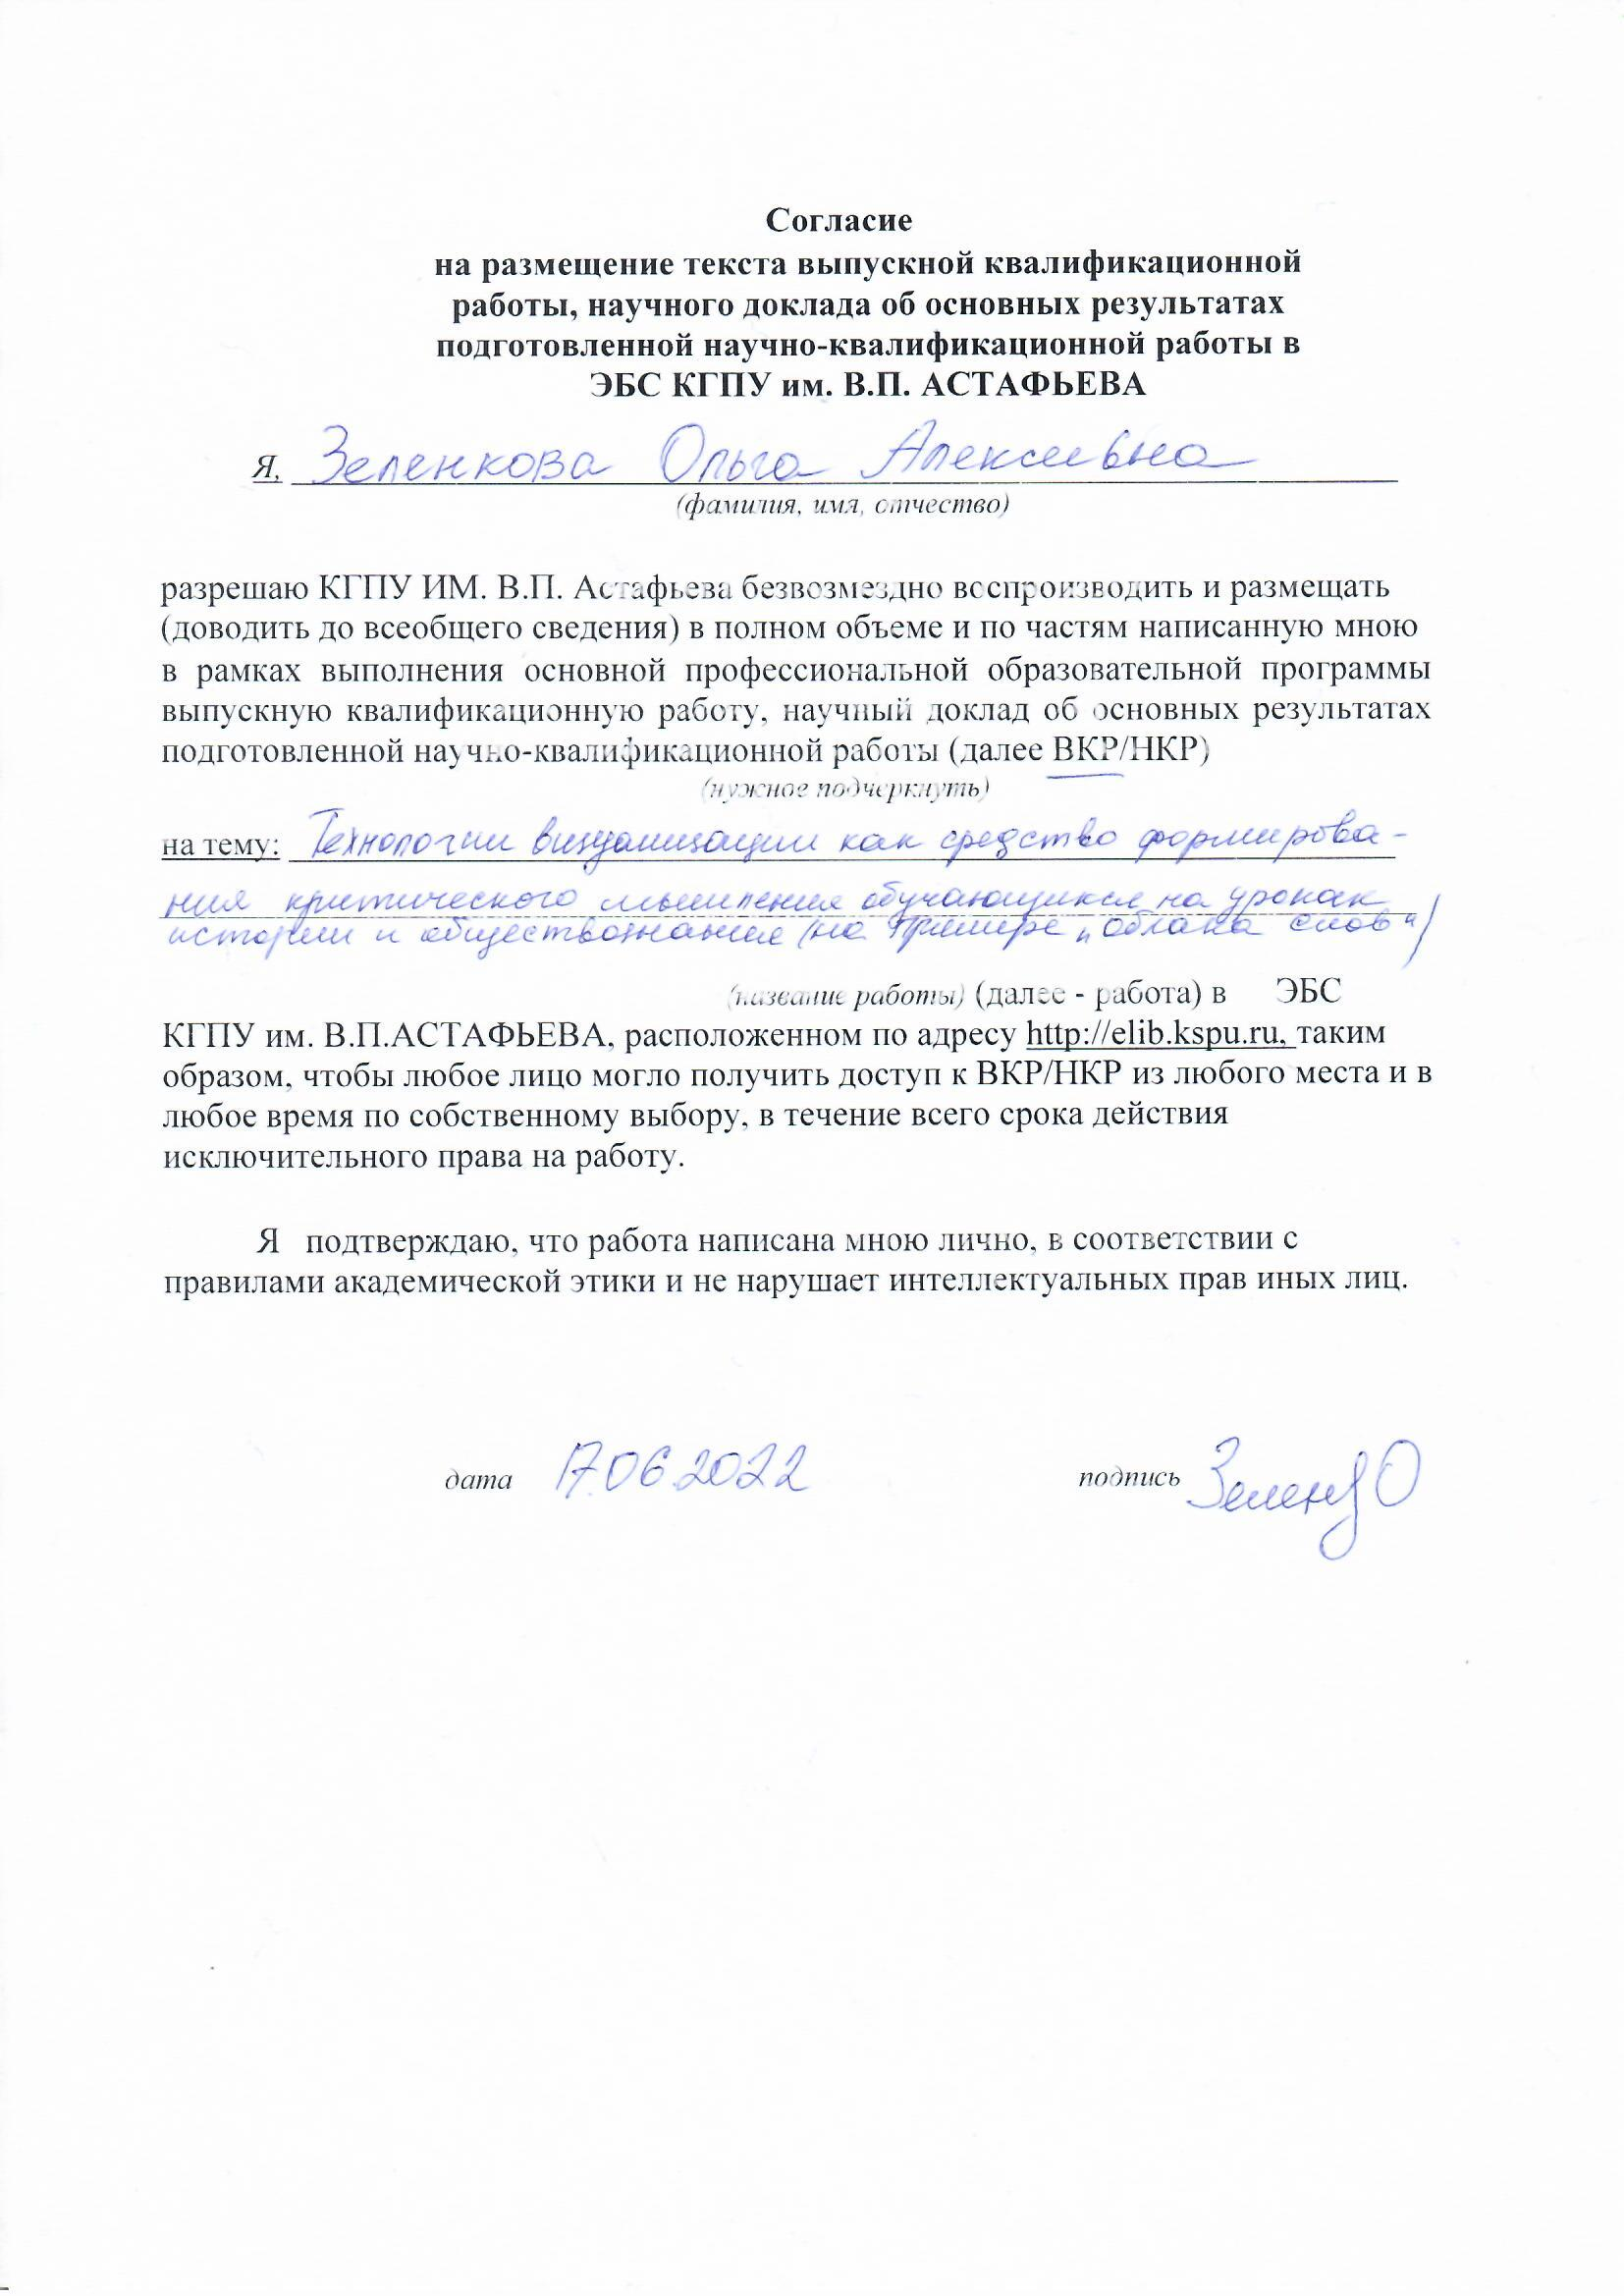 Согласие
на размещение текста выпускной квалификационной
работы, научного доклада об основных результатах
подготовленной научно-квалификационной работы в
ЭБС КГПУ им. В.П. АСТАФЬЕВА
Я, Зеленкова Ольга Алексеевна
(фамилия, имя, отчество)
разрешаю КГПУ ИМ. В.П. Астафьева безвозмездно воспроизводить и размещать
(доводить до всеобщего сведения) в полном объеме и по частям написанную мною
в рамках выполнения основной профессиональной образовательной программы
выпускную квалификационную работу, научный доклад об основных результатах
подготовленной научно-квалификационной работы (далее ВКР/НКР)
(нужное подчеркнуть)
на тему: Технологии визуализации как средство формирова-
ния критического мышления обучающихся на уроках
истории и обществознания (на примере „облака слов")
(название работы) (далее - работа) в ЭБС
КГПУ им. В.П.АСТАФЬЕВА, расположенном по адресу http://elib.kspu.ru, таким
образом, чтобы любое лицо могло получить доступ к ВКР/НКР из любого места и в
любое время по собственному выбору, в течение всего срока действия
исключительного права на работу.
Я подтверждаю, что работа написана мною лично, в соответствии с
правилами академической этики и не нарушает интеллектуальных прав иных лиц.
дата 17.06.2022 подпись